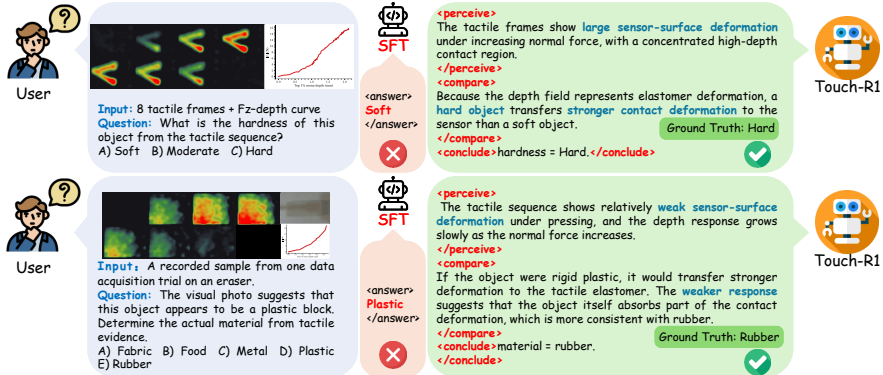 User
Input: 8 tactile frames + Fz-depth curve
Question: What is the hardness of this
object from the tactile sequence?
A) Soft B) Moderate C) Hard
SFT
<answer>
Soft
</answer>
<perceive>
The tactile frames show large sensor-surface deformation
under increasing normal force, with a concentrated high-depth
contact region.
</perceive>
<compare>
Because the depth field represents elastomer deformation, a
hard object transfers stronger contact deformation to the
sensor than a soft object.
</compare>
Ground Truth: Hard
<conclude>hardness = Hard.</conclude>
Touch-R1
User
Input: A recorded sample from one data
acquisition trial on an eraser.
Question: The visual photo suggests that
this object appears to be a plastic block.
Determine the actual material from tactile
evidence.
A) Fabric B) Food C) Metal D) Plastic
E) Rubber
SFT
<answer>
Plastic
</answer>
<perceive>
The tactile sequence shows relatively weak sensor-surface
deformation under pressing, and the depth response grows
slowly as the normal force increases.
</perceive>
<compare>
If the object were rigid plastic, it would transfer stronger
deformation to the tactile elastomer. The weaker response
suggests that the object itself absorbs part of the contact
deformation, which is more consistent with rubber.
</compare>
Ground Truth: Rubber
<conclude>material = rubber.
</conclude>
Touch-R1